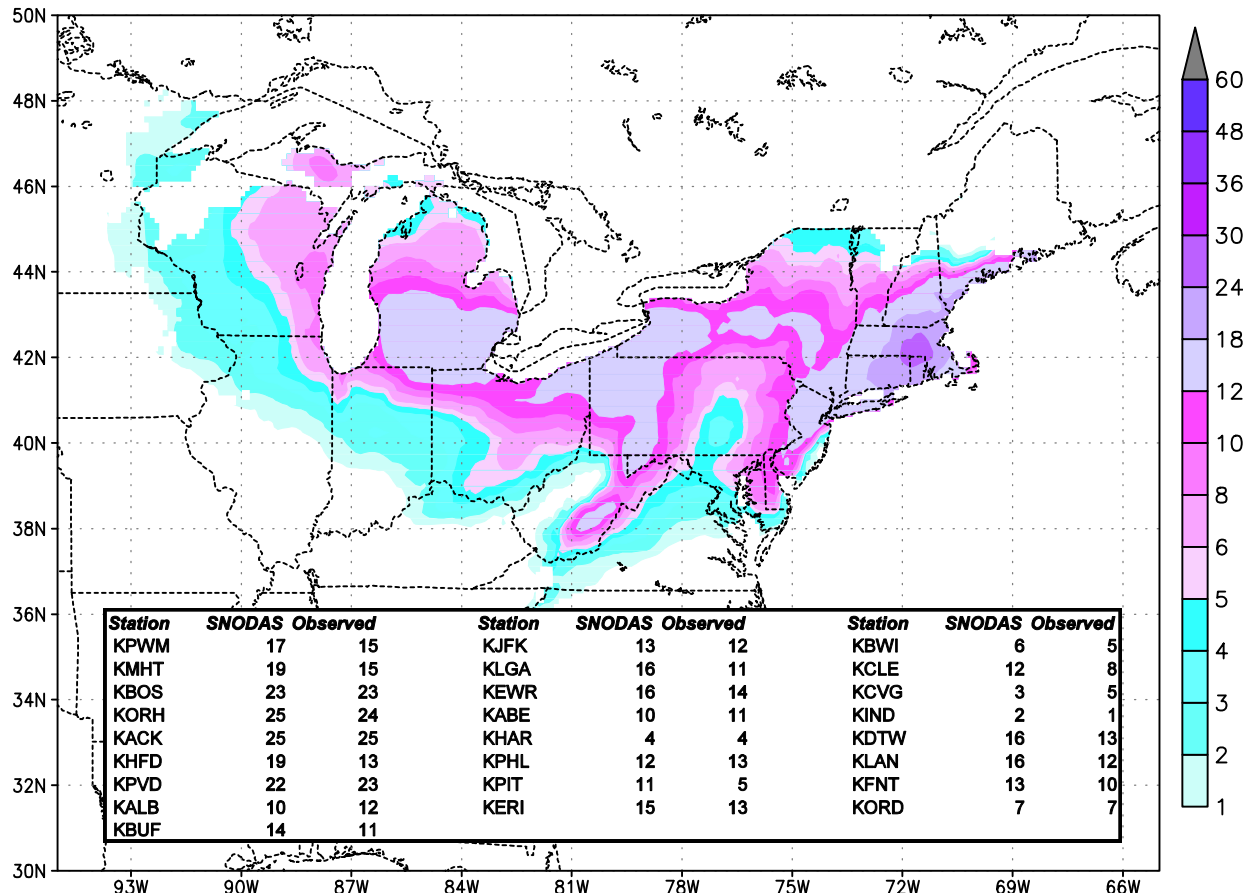 50N
48N
46N
44N
42N
40N
38N
36N
34N
32N
30N
93W 90W 87W 84W 81W 78W 75W 72W 69W 66W
60
48
36
30
24
18
12
10
8
6
5
4
3
2
1
Station SNODAS Observed Station SNODAS Observed Station SNODAS Observed
KPWM 17 15 KJFK 13 12 KBWI 6 5
KMHT 19 15 KLGA 16 11 KCLE 12 8
KBOS 23 23 KEWR 16 14 KCVG 3 5
KORH 25 24 KABE 10 11 KIND 2 1
KACK 25 25 KHAR 4 4 KDTW 16 13
KHFD 19 13 KPHL 12 13 KLAN 16 12
KPVD 22 23 KPIT 11 5 KFNT 13 10
KALB 10 12 KERI 15 13 KORD 7 7
KBUF 14 11